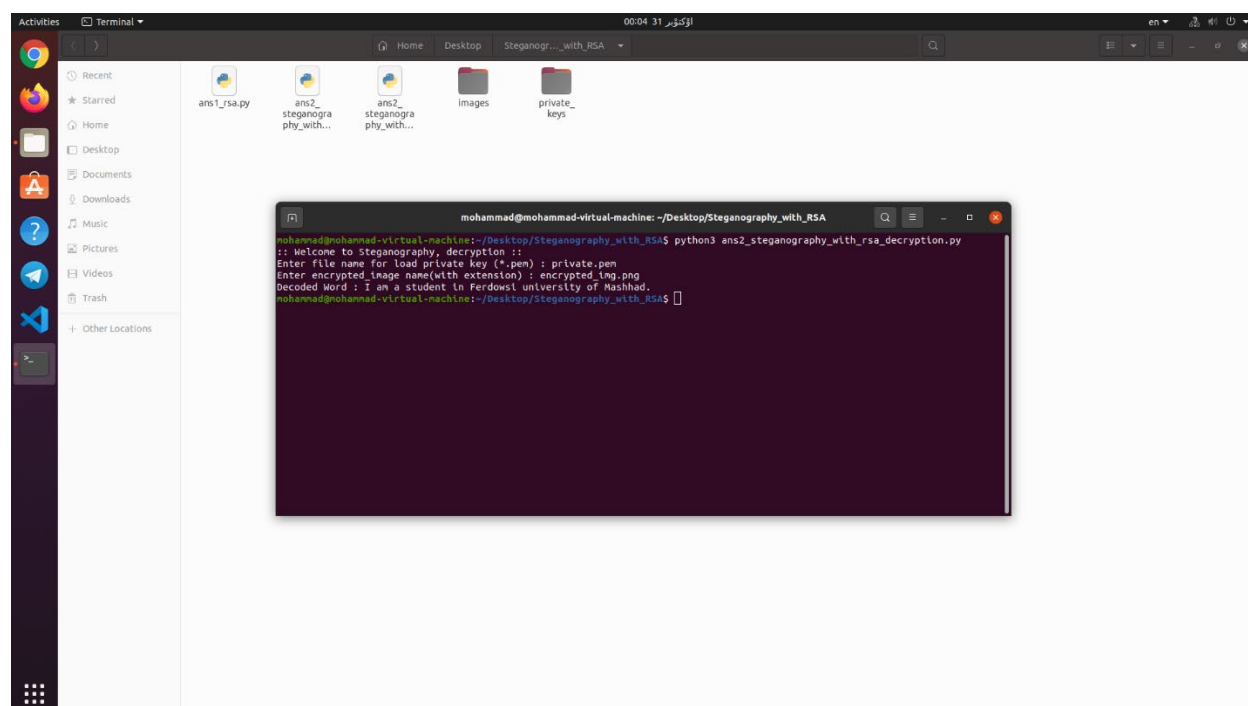 Activities
Terminal
00:04 31 اؤکتؤبر
en
Home
Desktop
Steganogr..._with_RSA
Recent
Starred
Home
Desktop
Documents
Downloads
Music
Pictures
Videos
Trash
+ Other Locations
ans1_rsa.py
ans2_
steganogra
phy_with...
ans2_
steganogra
phy_with...
images
private_
keys
mohammad@mohammad-virtual-machine: ~/Desktop/Steganography_with_RSA
mohammad@mohammad-virtual-machine:~/Desktop/Steganography_with_RSA$ python3 ans2_steganography_with_rsa_decryption.py
:: Welcome to Steganography, decryption ::
Enter file name for load private key (*.pem) : private.pem
Enter encrypted_image name(with extension) : encrypted_img.png
Decoded Word : I am a student in Ferdowsi university of Mashhad.
mohammad@mohammad-virtual-machine:~/Desktop/Steganography_with_RSA$